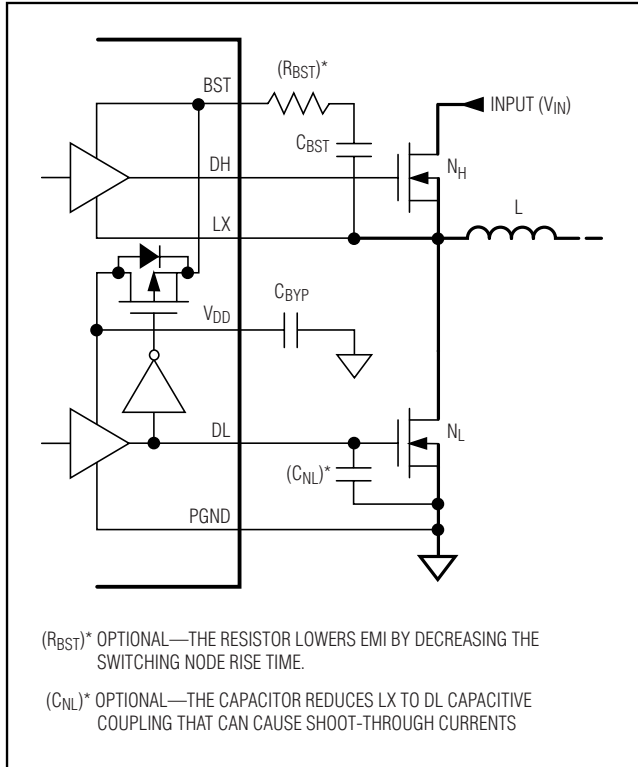 BST
(RBST)*
INPUT (VIN)
CBST
DH
NH
LX
L
CBYP
VDD
DL
NL
(CNL)*
PGND
(RBST)* OPTIONAL—THE RESISTOR LOWERS EMI BY DECREASING THE
SWITCHING NODE RISE TIME.
(CNL)* OPTIONAL—THE CAPACITOR REDUCES LX TO DL CAPACITIVE
COUPLING THAT CAN CAUSE SHOOT-THROUGH CURRENTS